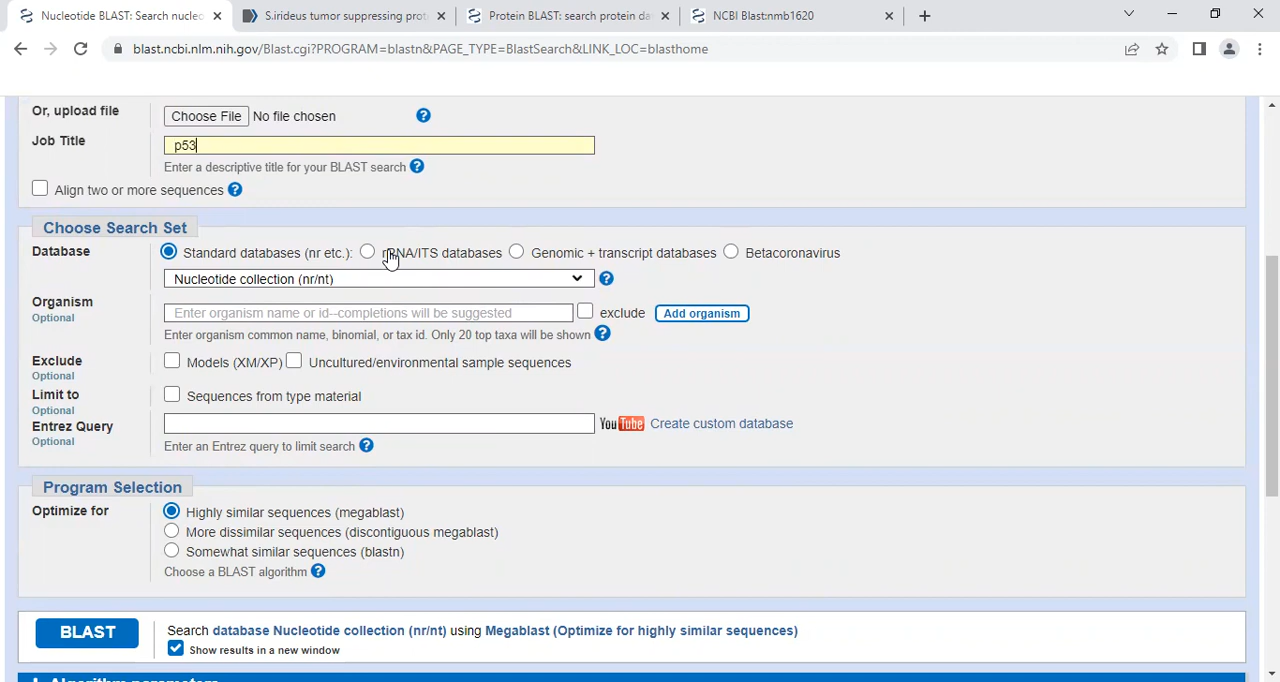 Nucleotide BLAST: Search nucleo
S.irideus tumor suppressing prot
Protein BLAST: search protein da
NCBI Blast:nmb1620
blast.ncbi.nlm.nih.gov/Blast.cgi?PROGRAM=blastn&PAGE_TYPE=BlastSearch&LINK_LOC=blasthome
Or, upload file Choose File No file chosen ?
Job Title p53
Enter a descriptive title for your BLAST search ?
Align two or more sequences ?
Choose Search Set
Database Standard databases (nr etc.): rRNA/ITS databases Genomic + transcript databases Betacoronavirus
Nucleotide collection (nr/nt) ?
Organism
Optional
Enter organism name or id--completions will be suggested exclude Add organism
Enter organism common name, binomial, or tax id. Only 20 top taxa will be shown ?
Exclude
Optional
Models (XM/XP) Uncultured/environmental sample sequences
Limit to
Optional
Sequences from type material
Entrez Query
Optional
YouTube Create custom database
Enter an Entrez query to limit search ?
Program Selection
Optimize for Highly similar sequences (megablast)
More dissimilar sequences (discontiguous megablast)
Somewhat similar sequences (blastn)
Choose a BLAST algorithm ?
BLAST Search database Nucleotide collection (nr/nt) using Megablast (Optimize for highly similar sequences)
Show results in a new window
Algorithm parameters